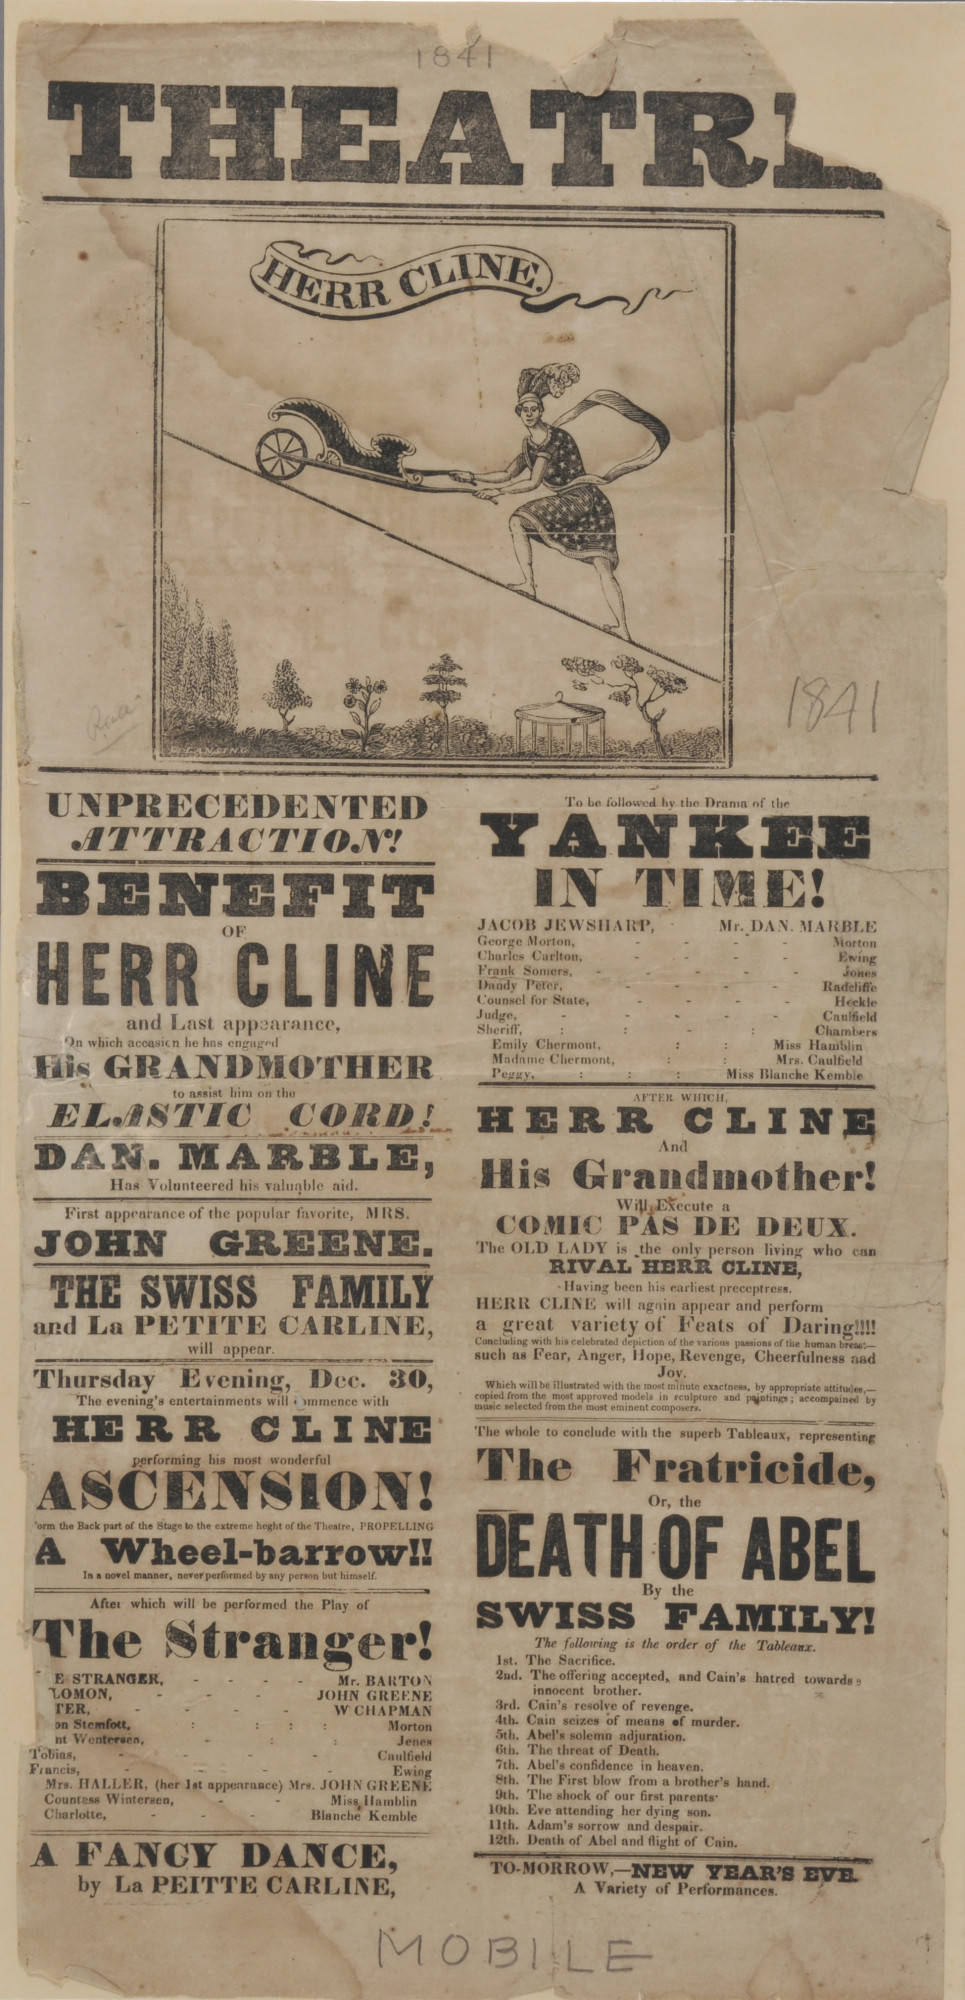 1841
THEATRE
HERR CLINE.
Rare
1841
G. LANSING
UNPRECEDENTED
ATTRACTION!
BENEFIT
OF
HERR CLINE
and Last appearance,
On which accasion he has engaged
His GRANDMOTHER
to assist him on the
ELASTIC CORD!
DAN. MARBLE,
Has Volunteered his valuable aid.
First appearance of the popular favorite, MRS.
JOHN GREENE.
THE SWISS FAMILY
and La PETITE CARLINE,
will appear.
Thursday Evening, Dec. 30,
The evening's entertainments will commence with
HERR CLINE
performing his most wonderful
ASCENSION!
orm the Back part of the Stage to the extreme heght of the Theatre, PROPELLING
A Wheel-barrow!!
In a novel manner, never performed by any person but himself.
After which will be performed the Play of
The Stranger!
E STRANGER, - - - - Mr. BARTON
LOMON, - - - JOHN GREENE
TER, - - - - W CHAPMAN
on Stemfott, : : : : Morton
nt Wentersen, - : : Jenes
Tobias, - - - - Caulfield
Francis, - - - - Ewing
Mrs. HALLER, (her 1st appearance) Mrs. JOHN GREENE
Countess Wintersen, - - Miss Hamblin
Charlotte, - - - Blanche Kemble
A FANCY DANCE,
by La PEITTE CARLINE,
To be followed by the Drama of the
YANKEE
IN TIME!
JACOB JEWSHARP, - Mr. DAN. MARBLE
George Morton, - - - - Morton
Charles Carlton, - - - - Ewing
Frank Somers, - - - - - Jones
Dandy Peter, - - - - Radcliffe
Counsel for State, - - - - Heckle
Judge, - - - - - Caulfield
Sheriff, : : - : Chambers
Emily Chermont, : : Miss Hamblin
Madame Chermont, : : Mrs. Caulfield
Peggy, : : : Miss Blanche Kemble
AFTER WHICH,
HERR CLINE
And
His Grandmother!
Will Execute a
COMIC PAS DE DEUX.
The OLD LADY is the only person living who can
RIVAL HERR CLINE,
Having been his earliest preceptress.
HERR CLINE will again appear and perform
a great variety of Feats of Daring!!!!
Concluding with his celebrated depiction of the various passions of the human breast—
such as Fear, Anger, Hope, Revenge, Cheerfulness and
Joy.
Which will be illustrated with the most minute exactness, by appropriate attitudes,—
copied from the most approved models in sculpture and paintings; accompained by
music selected from the most eminent composers.
The whole to conclude with the superb Tableaux, representing
The Fratricide,
Or, the
DEATH OF ABEL
By the
SWISS FAMILY!
The following is the order of the Tableaux.
1st. The Sacrifice.
2nd. The offering accepted, and Cain's hatred towards
innocent brother.
3rd. Cain's resolve of revenge.
4th. Cain seizes of means of murder.
5th. Abel's solemn adjuration.
6th. The threat of Death.
7th. Abel's confidence in heaven.
8th. The First blow from a brother's hand.
9th. The shock of our first parents
10th. Eve attending her dying son.
11th. Adam's sorrow and despair.
12th. Death of Abel and flight of Cain.
TO-MORROW,—NEW YEAR'S EVE
A Variety of Performances.
MOBILE